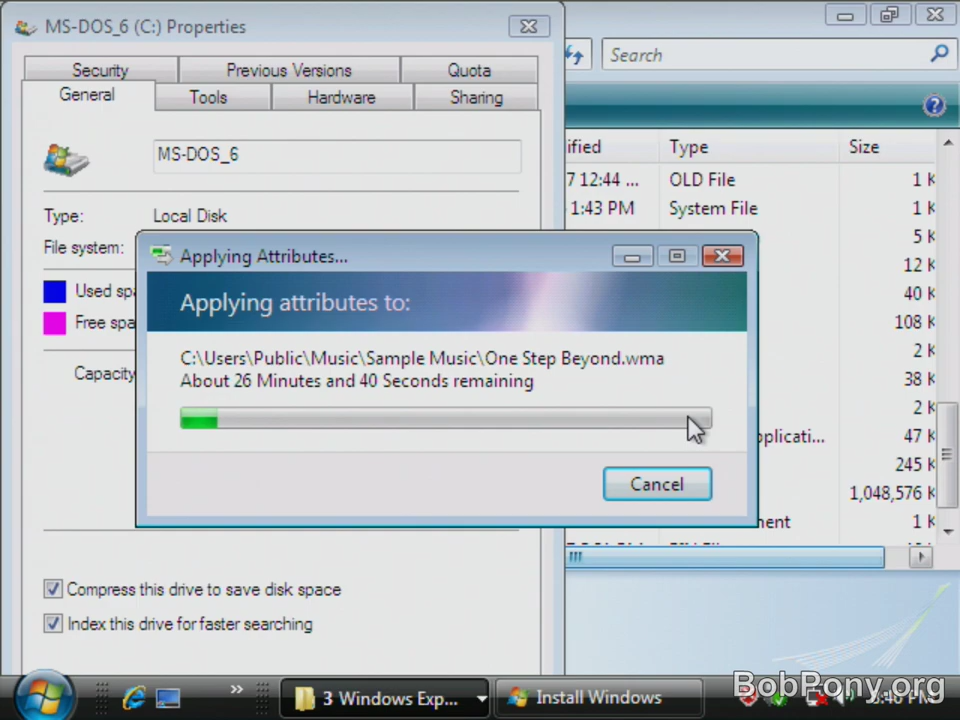 MS-DOS_6 (C:) Properties
Security
Previous Versions
Quota
General
Tools
Hardware
Sharing
MS-DOS_6
Type:
Local Disk
File system:
Used spa
Free spa
Capacity
Compress this drive to save disk space
Index this drive for faster searching
Search
ified
Type
Size
7 12:44 ...
OLD File
1 K
1:43 PM
System File
1 K
5 K
12 K
40 K
108 K
2 K
38 K
2 K
pplicati...
47 K
245 K
1,048,576 K
ment
1 K
Applying Attributes...
Applying attributes to:
C:\Users\Public\Music\Sample Music\One Step Beyond.wma
About 26 Minutes and 40 Seconds remaining
Cancel
3 Windows Exp...
Install Windows
BobPony.org